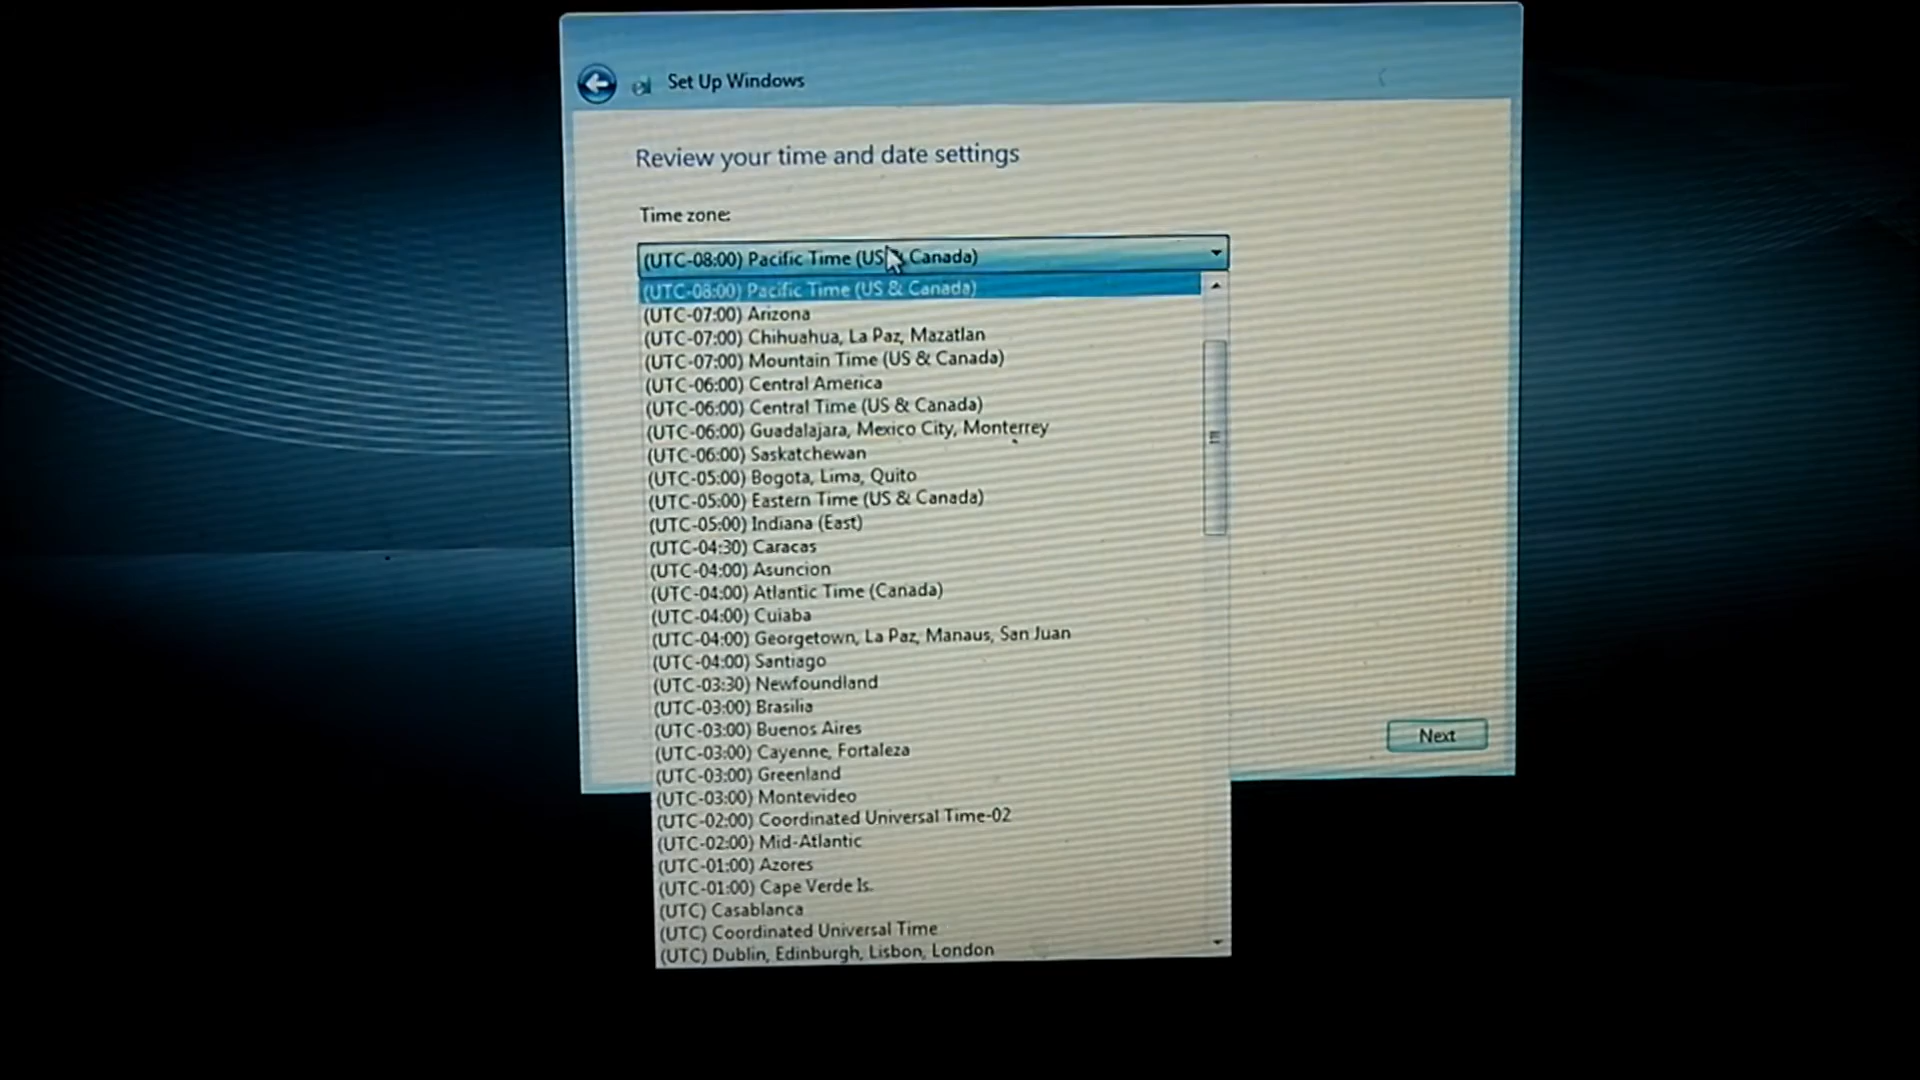 Set Up Windows
Review your time and date settings
Time zone:
(UTC-08:00) Pacific Time (US Canada)
(UTC-08:00) Pacific Time (US & Canada)
(UTC-07:00) Arizona
(UTC-07:00) Chihuahua, La Paz, Mazatlan
(UTC-07:00) Mountain Time (US & Canada)
(UTC-06:00) Central America
(UTC-06:00) Central Time (US & Canada)
(UTC-06:00) Guadalajara, Mexico City, Monterrey
(UTC-06:00) Saskatchewan
(UTC-05:00) Bogota, Lima, Quito
(UTC-05:00) Eastern Time (US & Canada)
(UTC-05:00) Indiana (East)
(UTC-04:30) Caracas
(UTC-04:00) Asuncion
(UTC-04:00) Atlantic Time (Canada)
(UTC-04:00) Cuiaba
(UTC-04:00) Georgetown, La Paz, Manaus, San Juan
(UTC-04:00) Santiago
(UTC-03:30) Newfoundland
(UTC-03:00) Brasilia
(UTC-03:00) Buenos Aires
(UTC-03:00) Cayenne, Fortaleza
(UTC-03:00) Greenland
(UTC-03:00) Montevideo
(UTC-02:00) Coordinated Universal Time-02
(UTC-02:00) Mid-Atlantic
(UTC-01:00) Azores
(UTC-01:00) Cape Verde Is.
(UTC) Casablanca
(UTC) Coordinated Universal Time
(UTC) Dublin, Edinburgh, Lisbon, London
Next